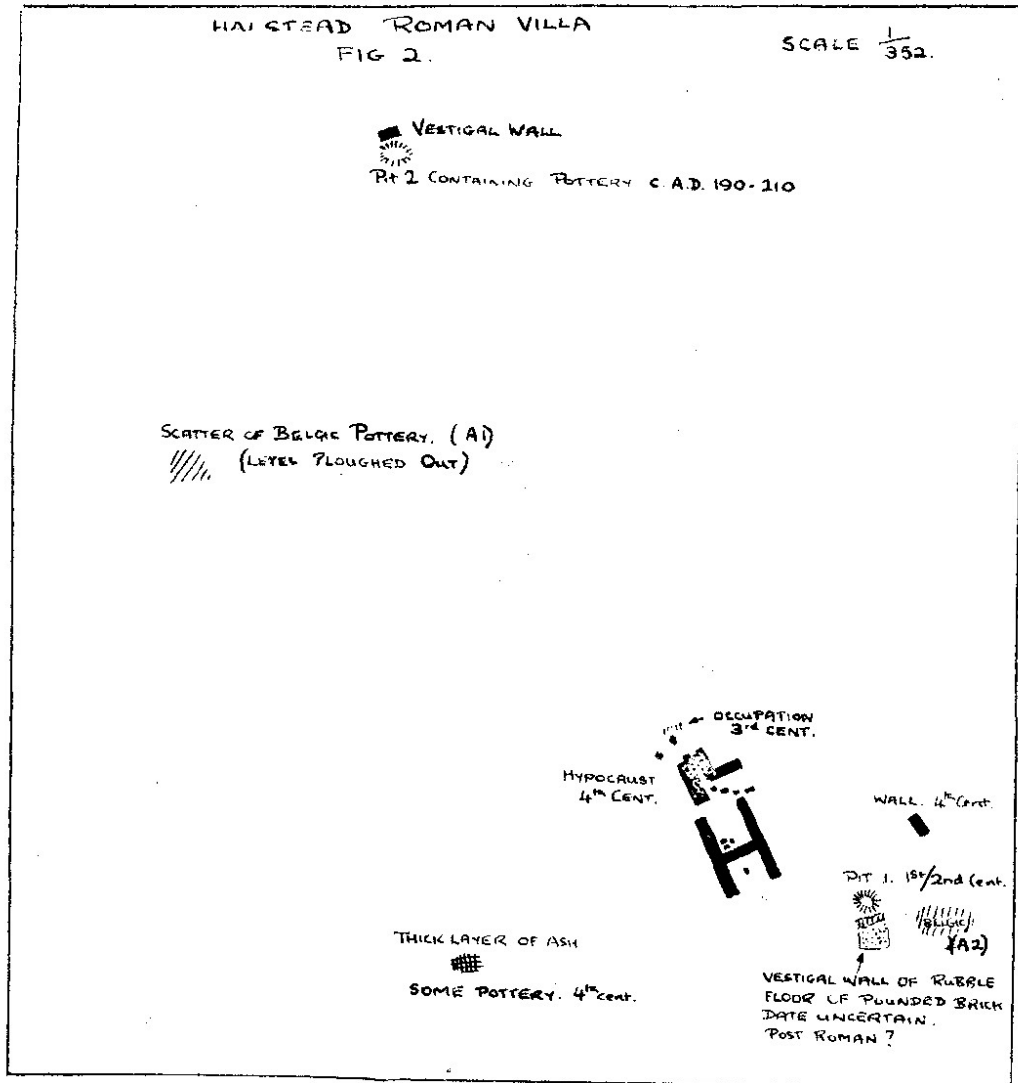 HALSTEAD ROMAN VILLA
FIG 2.
SCALE 1/352.
VESTIGAL WALL
Pit 2 CONTAINING POTTERY C. A.D. 190-210
SCATTER OF BELGIC POTTERY. (A1)
(LEVEL PLOUGHED OUT)
OCCUPATION
3rd CENT.
HYPOCAUST
4th CENT.
WALL. 4th Cent.
PIT 1. 1st/2nd Cent.
BELGIC
(A2)
THICK LAYER OF ASH
SOME POTTERY. 4th cent.
VESTIGAL WALL OF RUBBLE
FLOOR OF POUNDED BRICK
DATE UNCERTAIN.
POST ROMAN ?